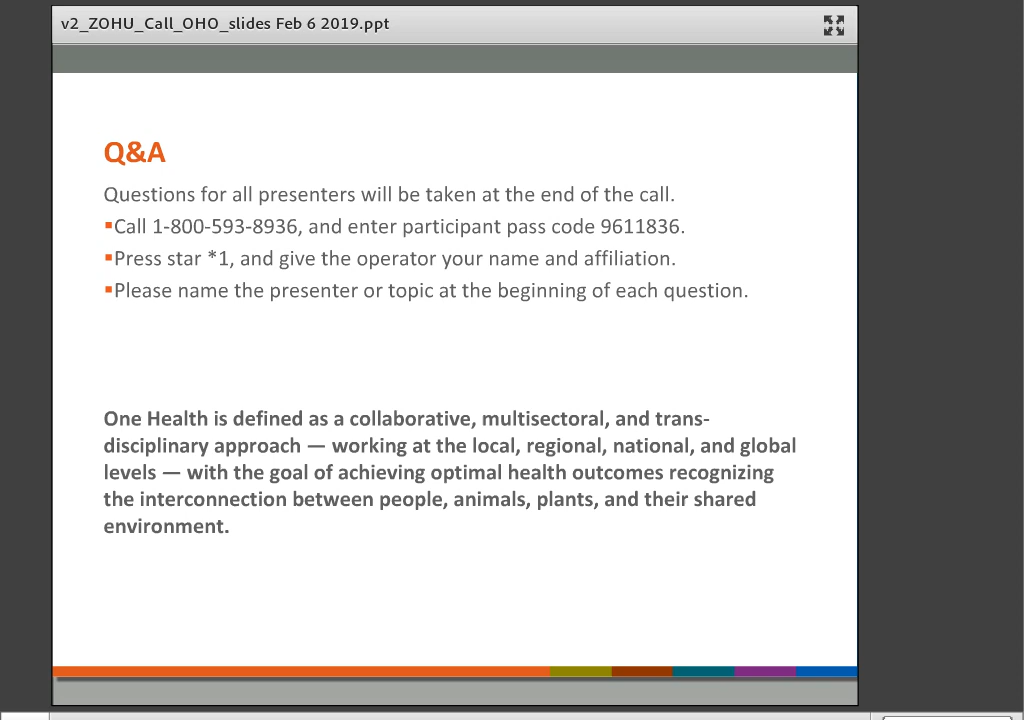 v2_ZOHU_Call_OHO_slides Feb 6 2019.ppt
Q&A
Questions for all presenters will be taken at the end of the call.
▪Call 1-800-593-8936, and enter participant pass code 9611836.
▪Press star *1, and give the operator your name and affiliation.
▪Please name the presenter or topic at the beginning of each question.
One Health is defined as a collaborative, multisectoral, and trans-
disciplinary approach — working at the local, regional, national, and global
levels — with the goal of achieving optimal health outcomes recognizing
the interconnection between people, animals, plants, and their shared
environment.